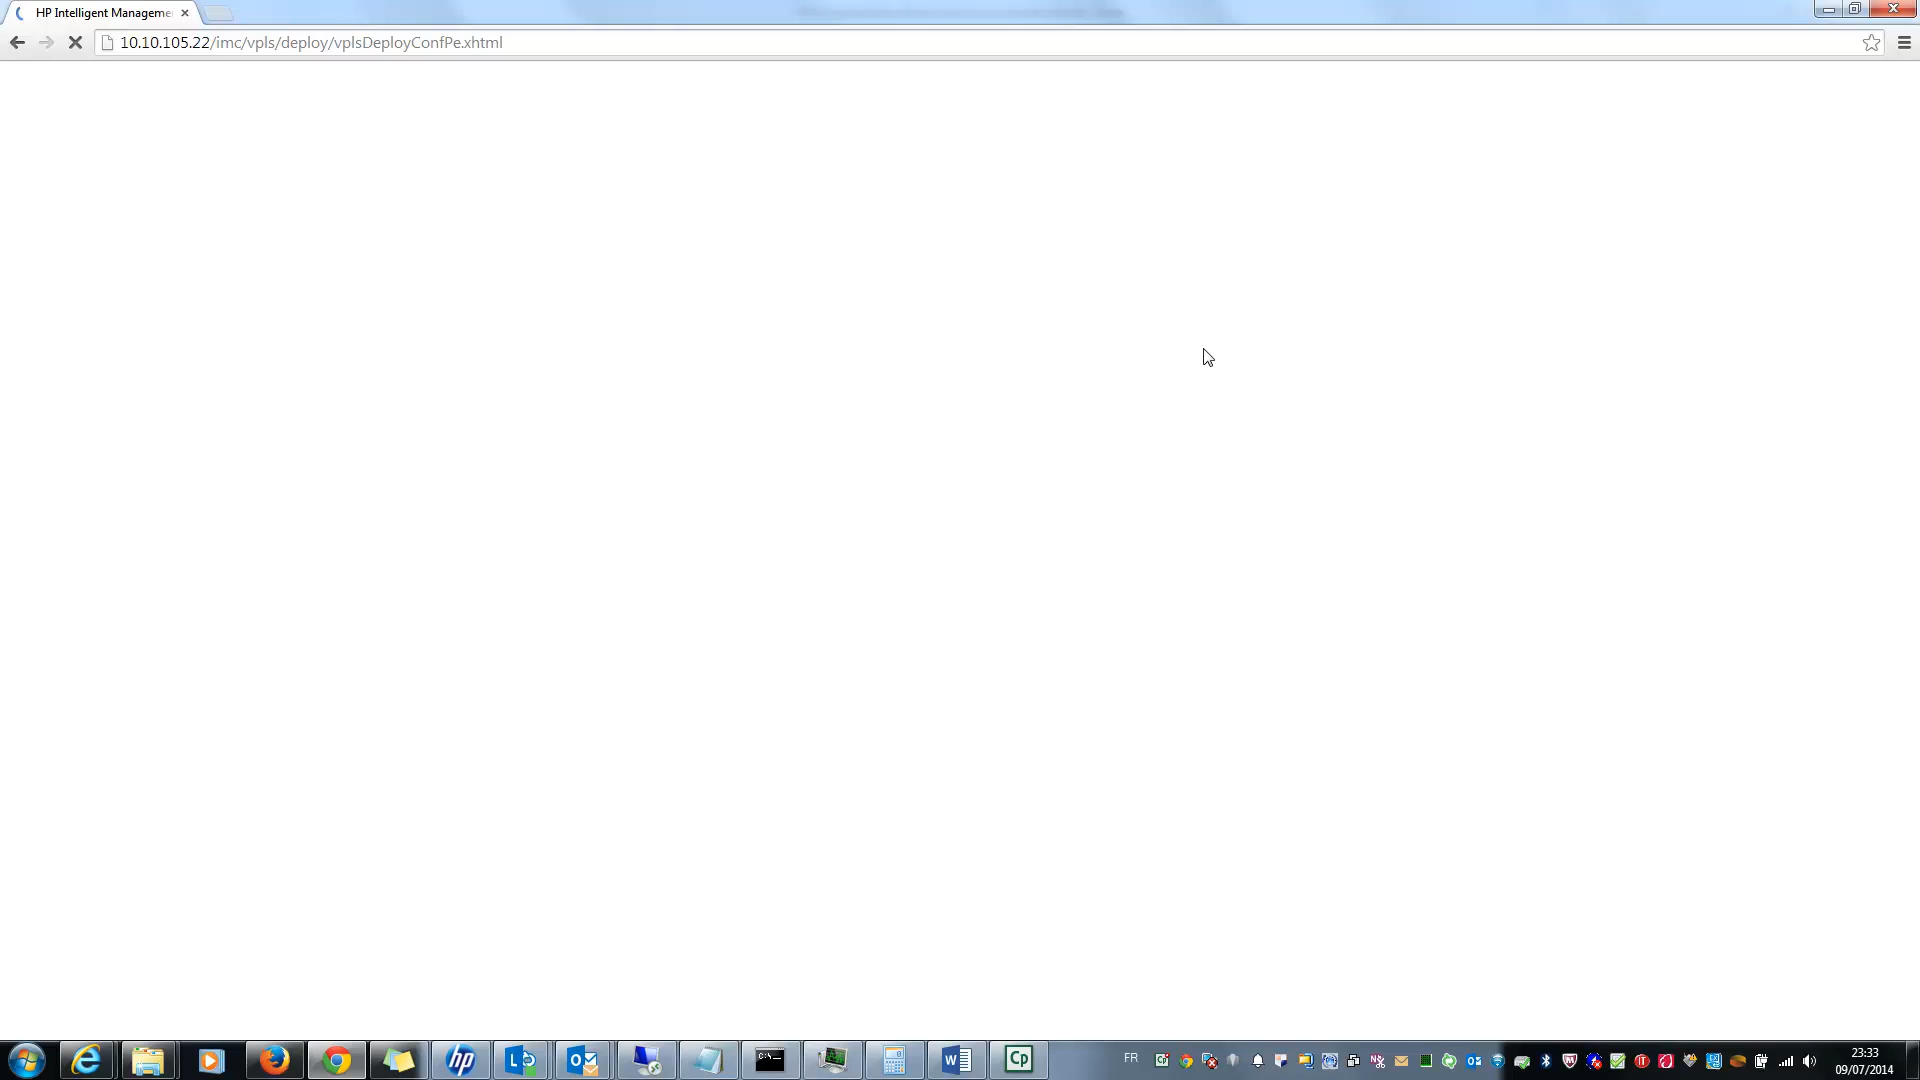 HP Intelligent Manageme
10.10.105.22/imc/vpls/deploy/vplsDeployConfPe.xhtml
FR
23:33
09/07/2014